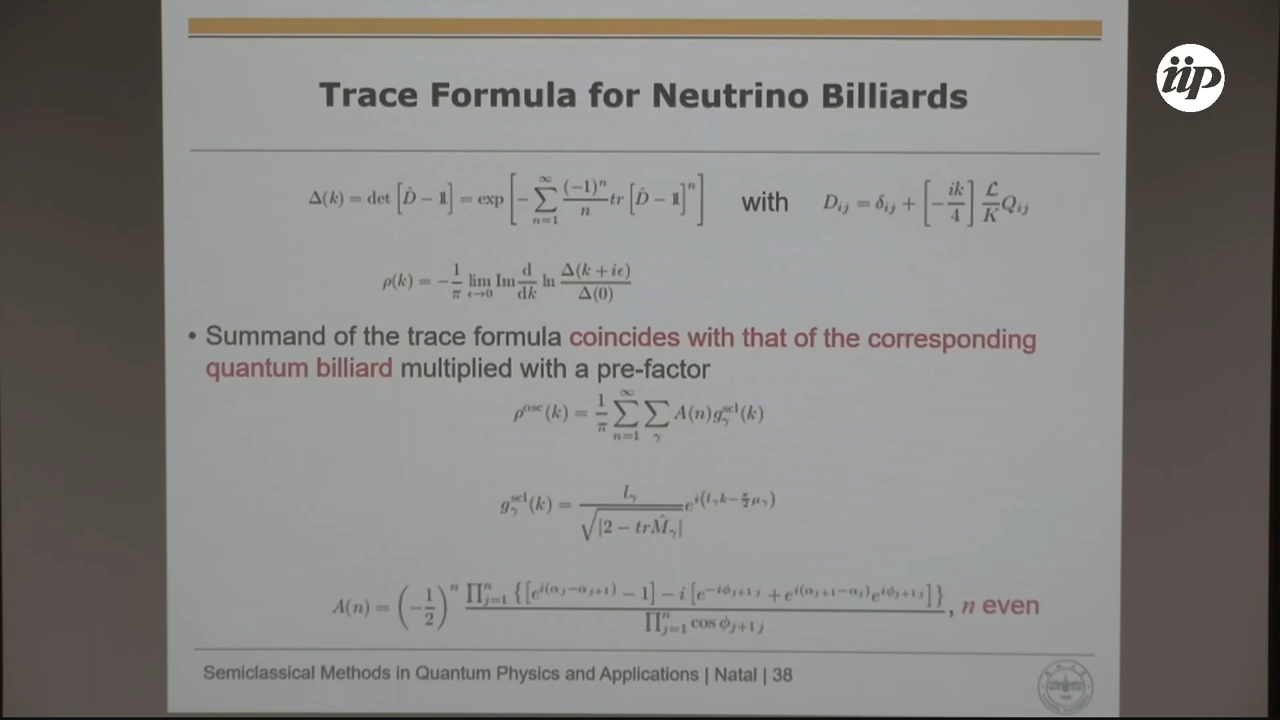 iip
Trace Formula for Neutrino Billiards
Δ(k) = det [D̂ − 𝟙] = exp [−∑_{n=1}^{∞} (−1)^n/n tr [D̂ − 𝟙]^n] with D_{ij} = δ_{ij} + [−ik/4] ℒ/K Q_{ij}
ρ(k) = −1/π lim_{ϵ→0} Im d/dk ln Δ(k + iϵ)/Δ(0)
• Summand of the trace formula coincides with that of the corresponding
quantum billiard multiplied with a pre-factor
ρ^{osc}(k) = 1/π ∑_{n=1}^{∞} ∑_γ A(n)g_γ^{scl}(k)
g_γ^{scl}(k) = l_γ/√|2 − trM̂_γ| e^{i(l_γk−π/2 μ_γ)}
A(n) = (−1/2)^n ∏_{j=1}^{n} {[e^{i(α_j−α_{j+1})} − 1] − i [e^{−iϕ_{j+1j}} + e^{i(α_{j+1}−α_j)}e^{iϕ_{j+1j}}]}/∏_{j=1}^{n} cos ϕ_{j+1j}, n even
Semiclassical Methods in Quantum Physics and Applications | Natal | 38